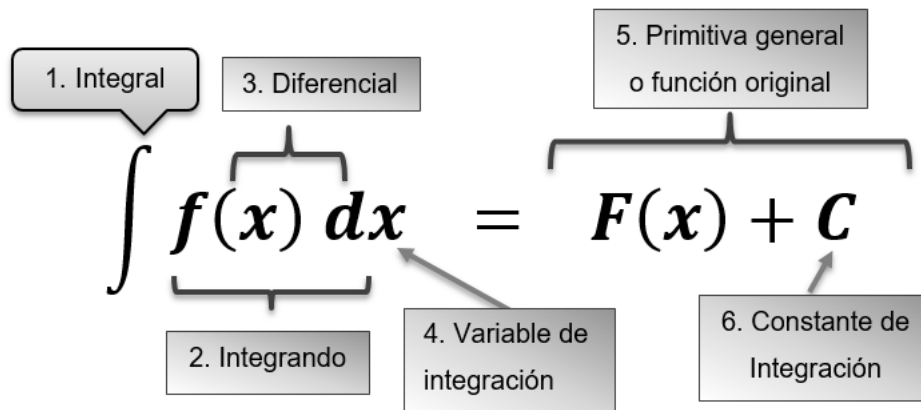 5. Primitiva general
o función original
1. Integral
3. Diferencial
∫ f(x) dx = F(x) + C
2. Integrando
4. Variable de
integración
6. Constante de
Integración